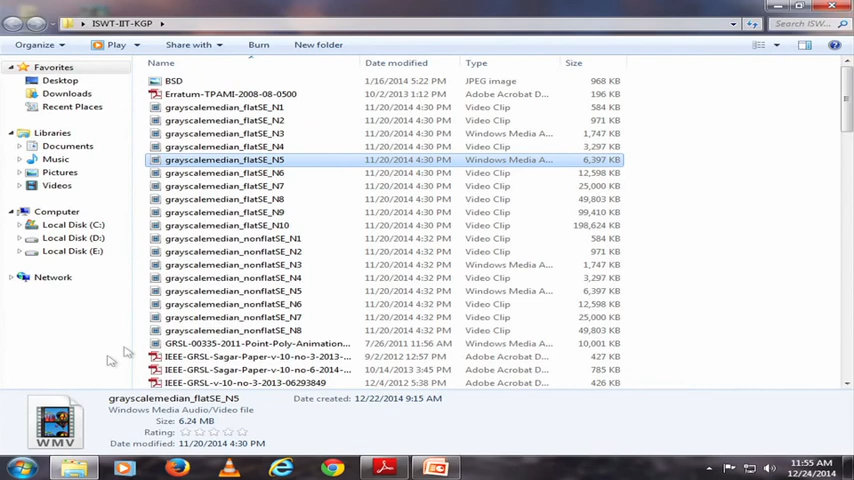 ISWT-IIT-KGP
Search ISW...
Organize Play Share with Burn New folder
Favorites
Desktop
Downloads
Recent Places
Libraries
Documents
Music
Pictures
Videos
Computer
Local Disk (C:)
Local Disk (D:)
Local Disk (E:)
Network
Name Date modified Type Size
BSD 1/16/2014 5:22 PM JPEG image 968 KB
Erratum-TPAMI-2008-08-0500 10/2/2013 1:12 PM Adobe Acrobat D... 196 KB
grayscalemedian_flatSE_N1 11/20/2014 4:30 PM Video Clip 584 KB
grayscalemedian_flatSE_N2 11/20/2014 4:30 PM Video Clip 971 KB
grayscalemedian_flatSE_N3 11/20/2014 4:30 PM Windows Media A... 1,747 KB
grayscalemedian_flatSE_N4 11/20/2014 4:30 PM Video Clip 3,297 KB
grayscalemedian_flatSE_N5 11/20/2014 4:30 PM Windows Media A... 6,397 KB
grayscalemedian_flatSE_N6 11/20/2014 4:30 PM Video Clip 12,598 KB
grayscalemedian_flatSE_N7 11/20/2014 4:30 PM Video Clip 25,000 KB
grayscalemedian_flatSE_N8 11/20/2014 4:30 PM Video Clip 49,803 KB
grayscalemedian_flatSE_N9 11/20/2014 4:30 PM Video Clip 99,410 KB
grayscalemedian_flatSE_N10 11/20/2014 4:30 PM Video Clip 198,624 KB
grayscalemedian_nonflatSE_N1 11/20/2014 4:32 PM Video Clip 584 KB
grayscalemedian_nonflatSE_N2 11/20/2014 4:32 PM Video Clip 971 KB
grayscalemedian_nonflatSE_N3 11/20/2014 4:32 PM Windows Media A... 1,747 KB
grayscalemedian_nonflatSE_N4 11/20/2014 4:32 PM Video Clip 3,297 KB
grayscalemedian_nonflatSE_N5 11/20/2014 4:32 PM Windows Media A... 6,397 KB
grayscalemedian_nonflatSE_N6 11/20/2014 4:32 PM Video Clip 12,598 KB
grayscalemedian_nonflatSE_N7 11/20/2014 4:32 PM Video Clip 25,000 KB
grayscalemedian_nonflatSE_N8 11/20/2014 4:32 PM Video Clip 49,803 KB
GRSL-00335-2011-Point-Poly-Animation... 7/26/2011 11:56 AM Windows Media A... 10,001 KB
IEEE-GRSL-Sagar-Paper-v-10-no-3-2013-... 9/2/2012 12:57 PM Adobe Acrobat D... 427 KB
IEEE-GRSL-Sagar-Paper-v-10-no-6-2014-... 10/14/2013 3:45 PM Adobe Acrobat D... 785 KB
IEEE-GRSL-v-10-no-3-2013-06293849 12/4/2012 5:38 PM Adobe Acrobat D... 426 KB
WMV
grayscalemedian_flatSE_N5 Date created: 12/22/2014 9:15 AM
Windows Media Audio/Video file
Size: 6.24 MB
Rating:
Date modified: 11/20/2014 4:30 PM
11:55 AM
12/24/2014